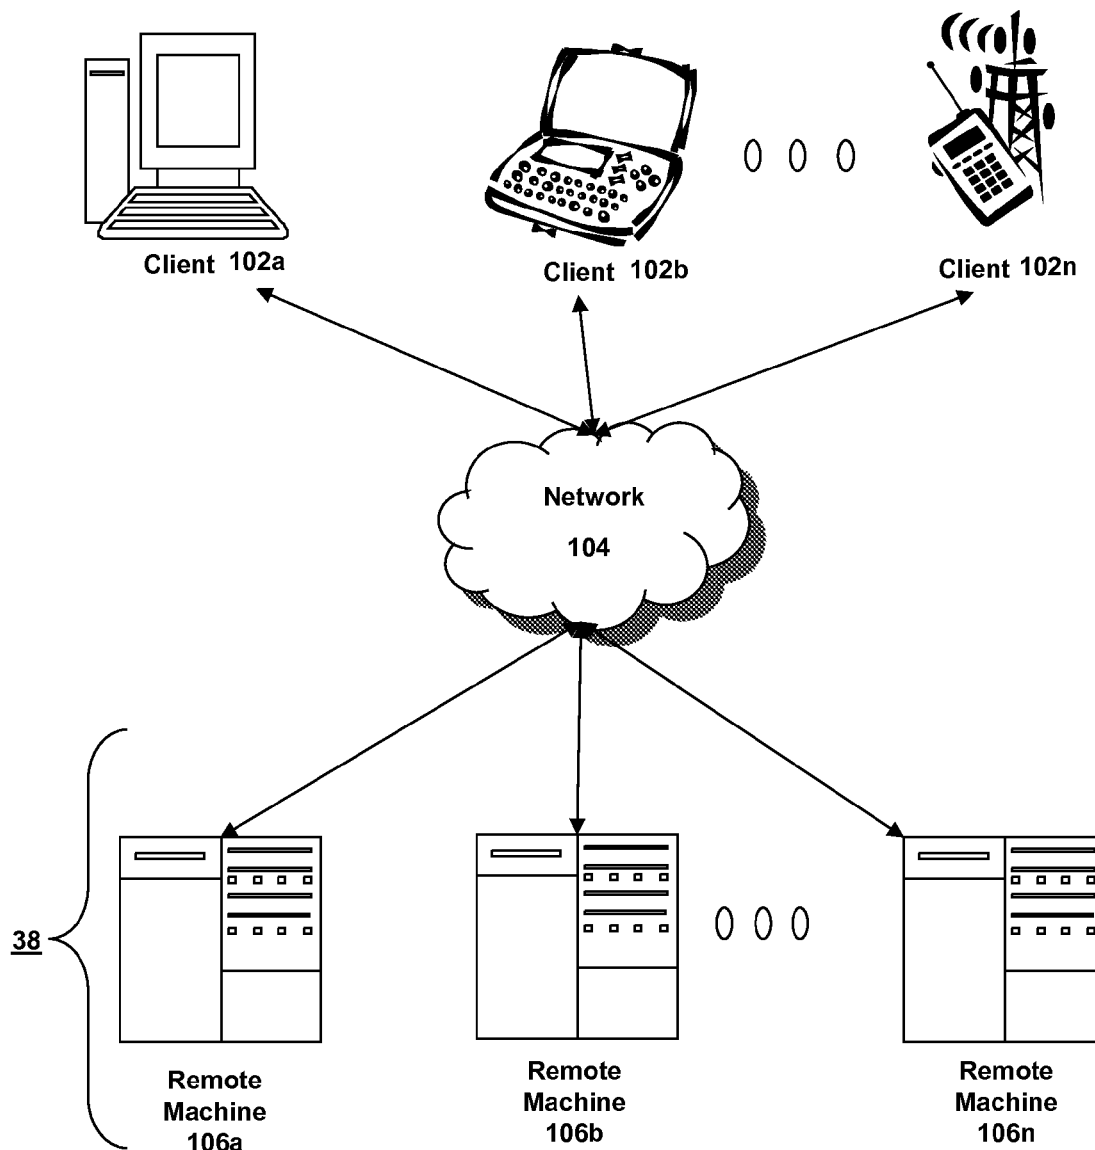 Client 102a
Client 102b
Client 102n
Network
104
38
Remote
Machine
106a
Remote
Machine
106b
Remote
Machine
106n